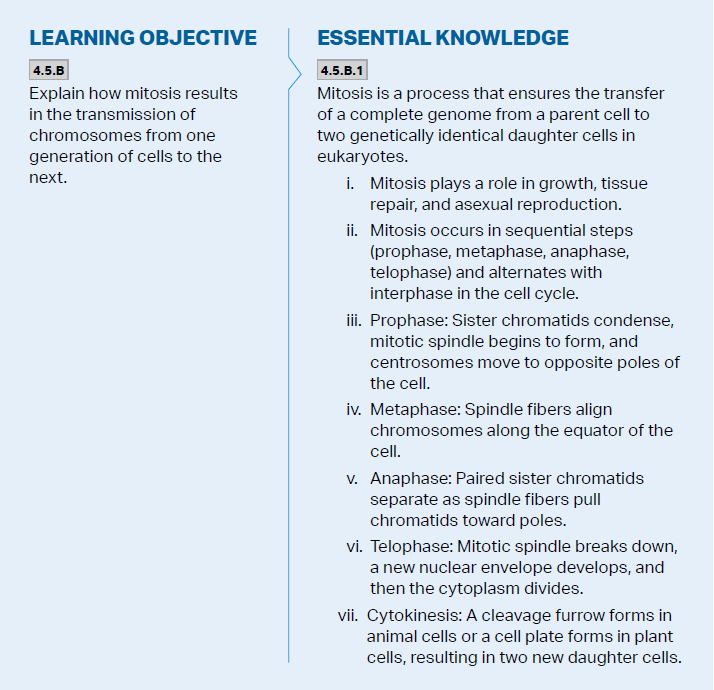 LEARNING OBJECTIVE
4.5.B
Explain how mitosis results
in the transmission of
chromosomes from one
generation of cells to the
next.
ESSENTIAL KNOWLEDGE
4.5.B.1
Mitosis is a process that ensures the transfer
of a complete genome from a parent cell to
two genetically identical daughter cells in
eukaryotes.
i. Mitosis plays a role in growth, tissue
repair, and asexual reproduction.
ii. Mitosis occurs in sequential steps
(prophase, metaphase, anaphase,
telophase) and alternates with
interphase in the cell cycle.
iii. Prophase: Sister chromatids condense,
mitotic spindle begins to form, and
centrosomes move to opposite poles of
the cell.
iv. Metaphase: Spindle fibers align
chromosomes along the equator of the
cell.
v. Anaphase: Paired sister chromatids
separate as spindle fibers pull
chromatids toward poles.
vi. Telophase: Mitotic spindle breaks down,
a new nuclear envelope develops, and
then the cytoplasm divides.
vii. Cytokinesis: A cleavage furrow forms in
animal cells or a cell plate forms in plant
cells, resulting in two new daughter cells.